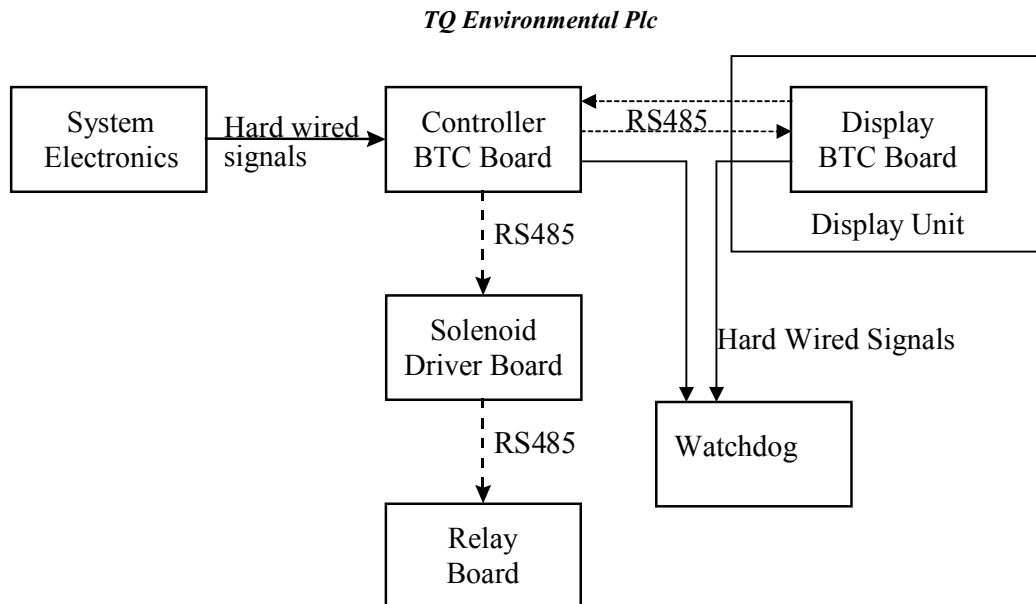 TQ Environmental Plc
System
Electronics
Hard wired
signals
Controller
BTC Board
RS485
Display
BTC Board
Display Unit
RS485
Solenoid
Driver Board
Hard Wired Signals
RS485
Watchdog
Relay
Board